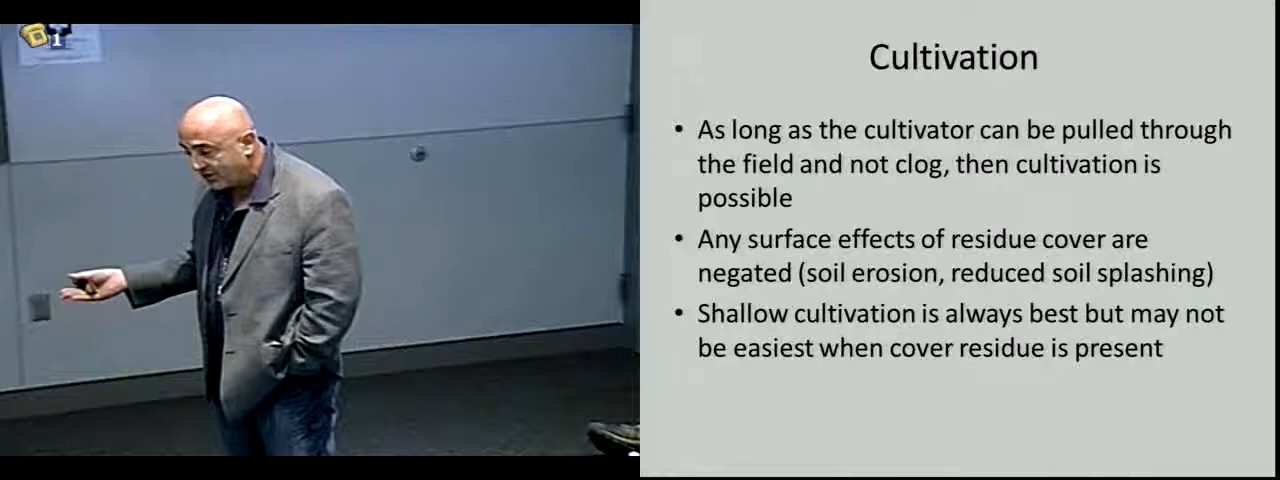 1
Cultivation
• As long as the cultivator can be pulled through
the field and not clog, then cultivation is
possible
• Any surface effects of residue cover are
negated (soil erosion, reduced soil splashing)
• Shallow cultivation is always best but may not
be easiest when cover residue is present